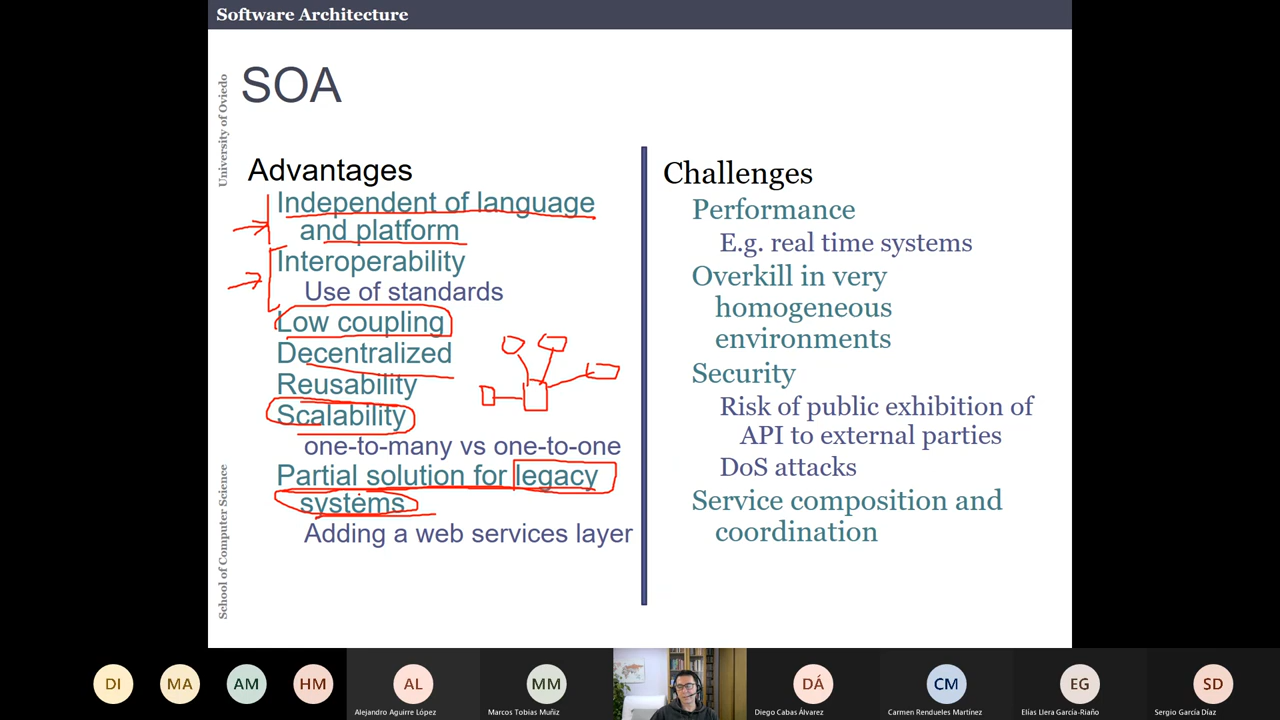 Software Architecture
University of Oviedo
School of Computer Science
SOA
Advantages
Independent of language
and platform
Interoperability
Use of standards
Low coupling
Decentralized
Reusability
Scalability
one-to-many vs one-to-one
Partial solution for legacy
systems
Adding a web services layer
Challenges
Performance
E.g. real time systems
Overkill in very
homogeneous
environments
Security
Risk of public exhibition of
API to external parties
DoS attacks
Service composition and
coordination
DI
MA
AM
HM
AL
Alejandro Aguirre López
MM
Marcos Tobias Muñiz
DÁ
Diego Cabas Álvarez
CM
Carmen Rendueles Martínez
EG
Elías Llera García-Riaño
SD
Sergio García Díaz